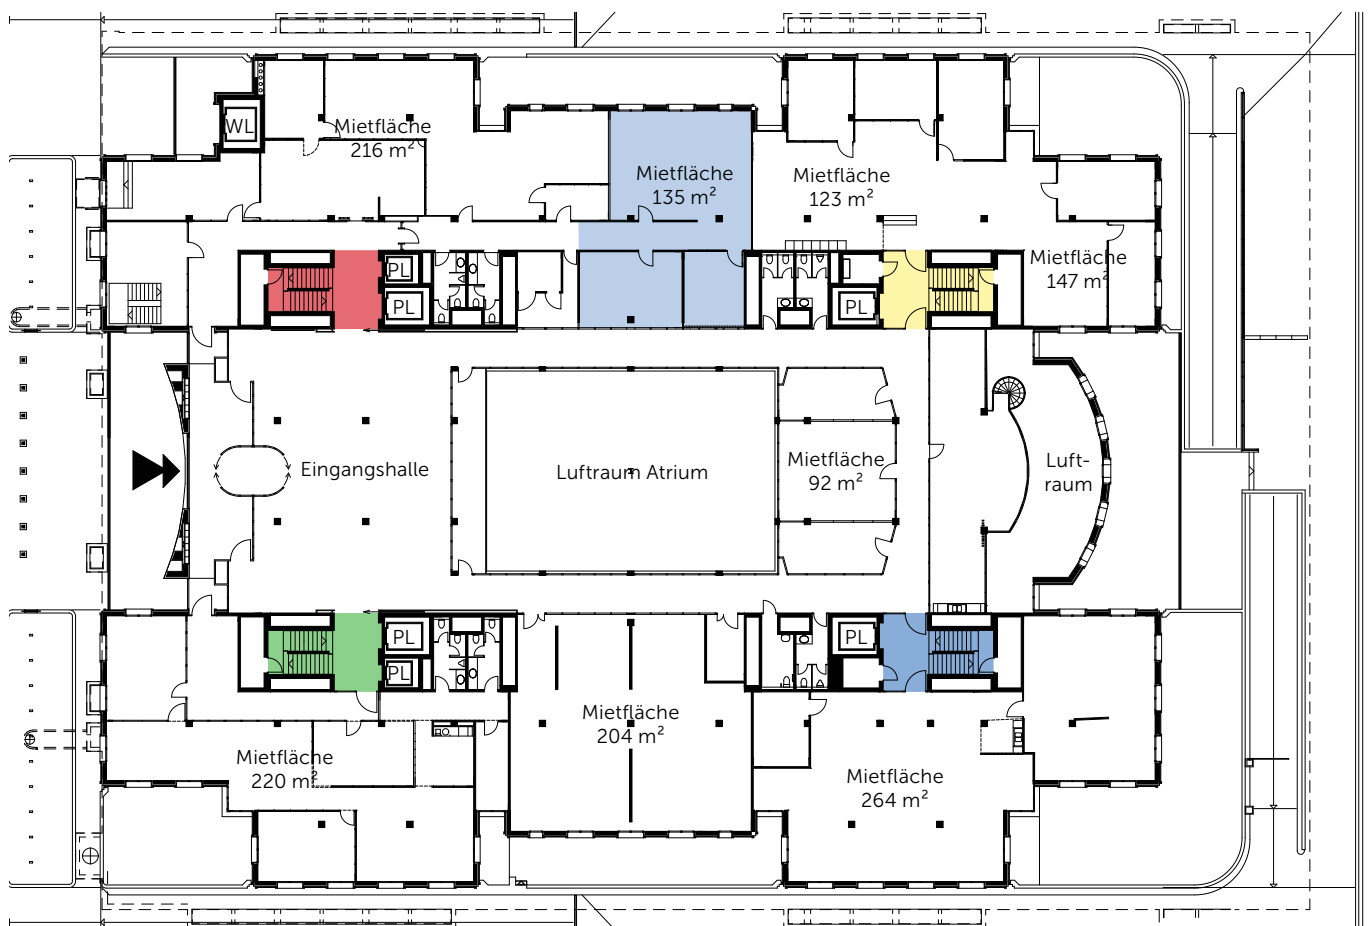 WL
Mietfläche
216 m²
Mietfläche
135 m²
Mietfläche
123 m²
Mietfläche
147 m²
PL
PL
PL
Eingangshalle
Luftraum Atrium
Mietfläche
92 m²
Luft-
raum
PL
PL
PL
Mietfläche
204 m²
Mietfläche
220 m²
Mietfläche
264 m²